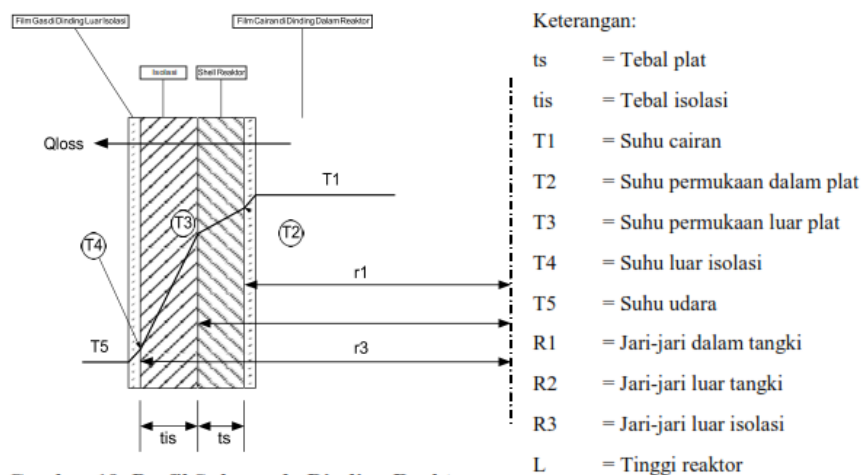 Film Gas di Dinding Luar Isolasi
Film Cairan di Dinding Dalam Reaktor
Isolasi
Shell Reaktor
Qloss
T1
T3
T2
T4
r1
T5
r3
tis
ts
Keterangan:
ts = Tebal plat
tis = Tebal isolasi
T1 = Suhu cairan
T2 = Suhu permukaan dalam plat
T3 = Suhu permukaan luar plat
T4 = Suhu luar isolasi
T5 = Suhu udara
R1 = Jari-jari dalam tangki
R2 = Jari-jari luar tangki
R3 = Jari-jari luar isolasi
L = Tinggi reaktor